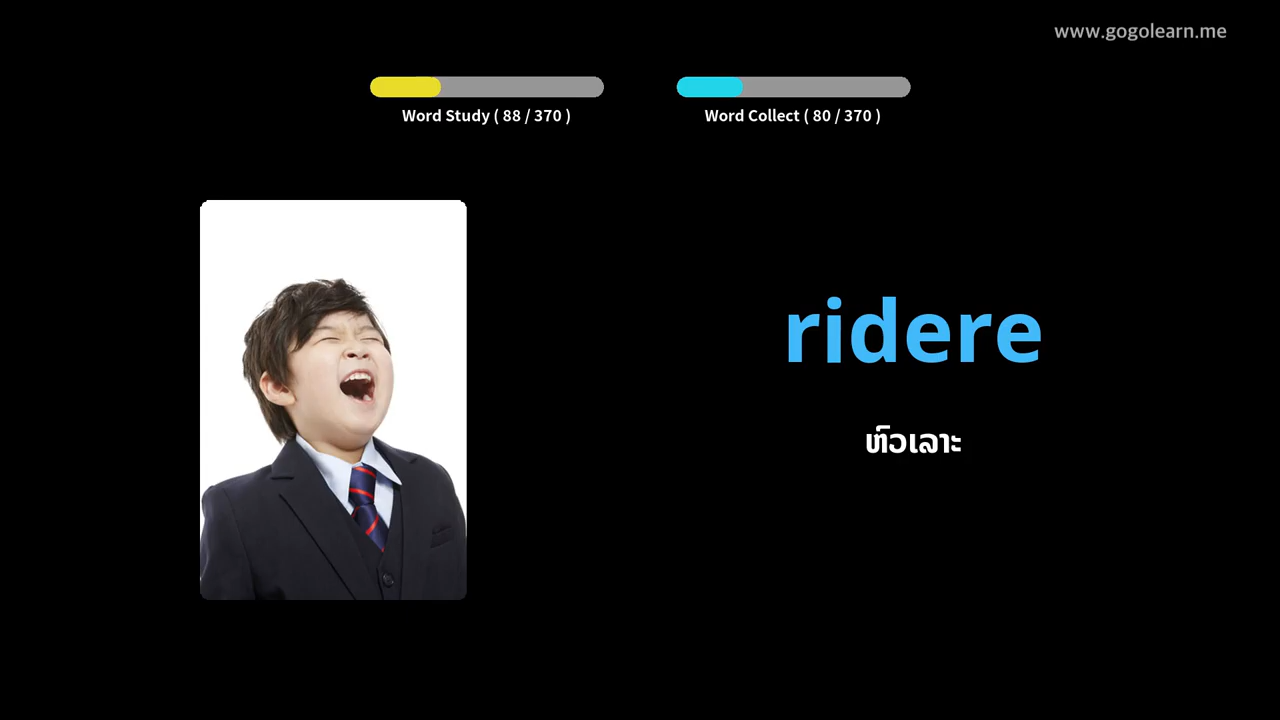 www.gogolearn.me
Word Study ( 88 / 370 )
Word Collect ( 80 / 370 )
ridere
ຫົວເລາະ